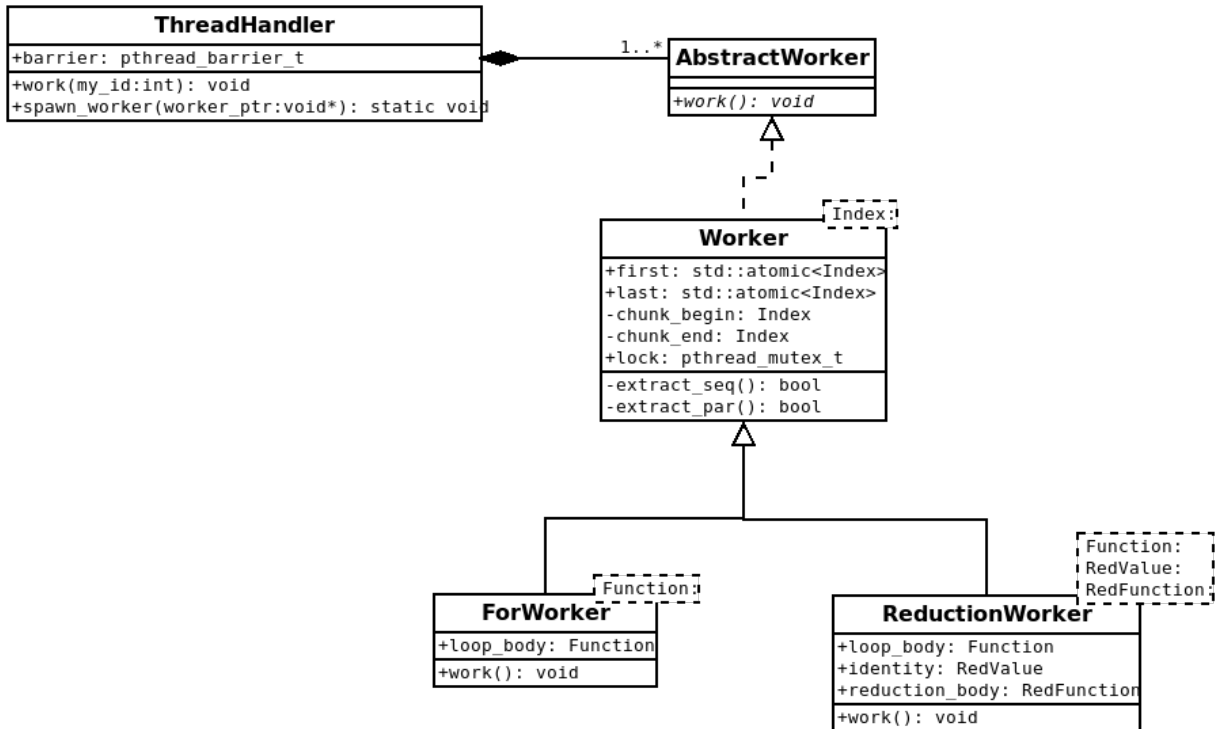 ThreadHandler
+barrier: pthread_barrier_t
+work(my_id:int): void
+spawn_worker(worker_ptr:void*): static void
1..*
AbstractWorker
+work(): void
Index:
Worker
+first: std::atomic<Index>
+last: std::atomic<Index>
-chunk_begin: Index
-chunk_end: Index
+lock: pthread_mutex_t
-extract_seq(): bool
-extract_par(): bool
Function:
ForWorker
+loop_body: Function
+work(): void
Function:
RedValue:
RedFunction:
ReductionWorker
+loop_body: Function
+identity: RedValue
+reduction_body: RedFunction
+work(): void